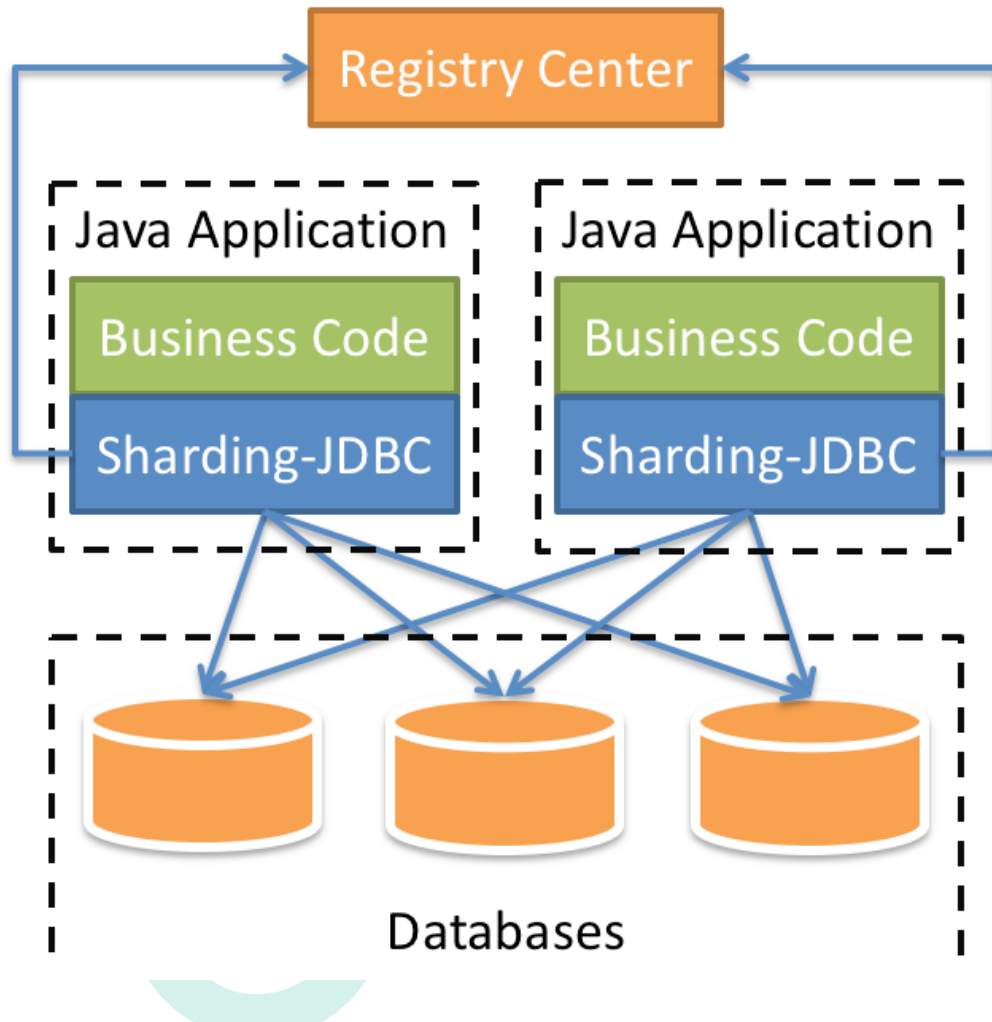 Registry Center
Java Application
Business Code
Sharding-JDBC
Java Application
Business Code
Sharding-JDBC
Databases